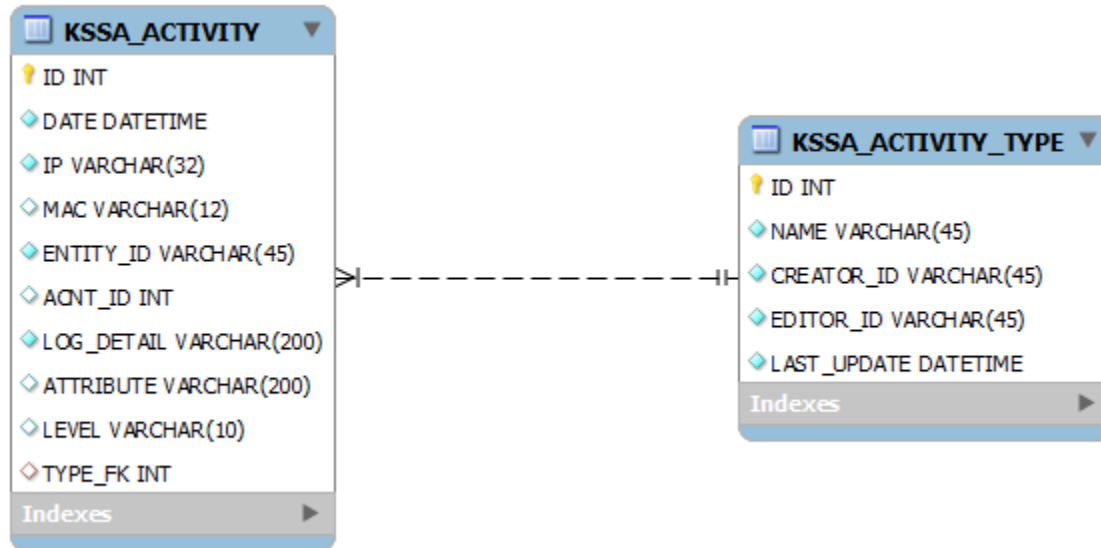 KSSA_ACTIVITY
ID INT
DATE DATETIME
IP VARCHAR(32)
MAC VARCHAR(12)
ENTITY_ID VARCHAR(45)
ACNT_ID INT
LOG_DETAIL VARCHAR(200)
ATTRIBUTE VARCHAR(200)
LEVEL VARCHAR(10)
TYPE_FK INT
Indexes
KSSA_ACTIVITY_TYPE
ID INT
NAME VARCHAR(45)
CREATOR_ID VARCHAR(45)
EDITOR_ID VARCHAR(45)
LAST_UPDATE DATETIME
Indexes